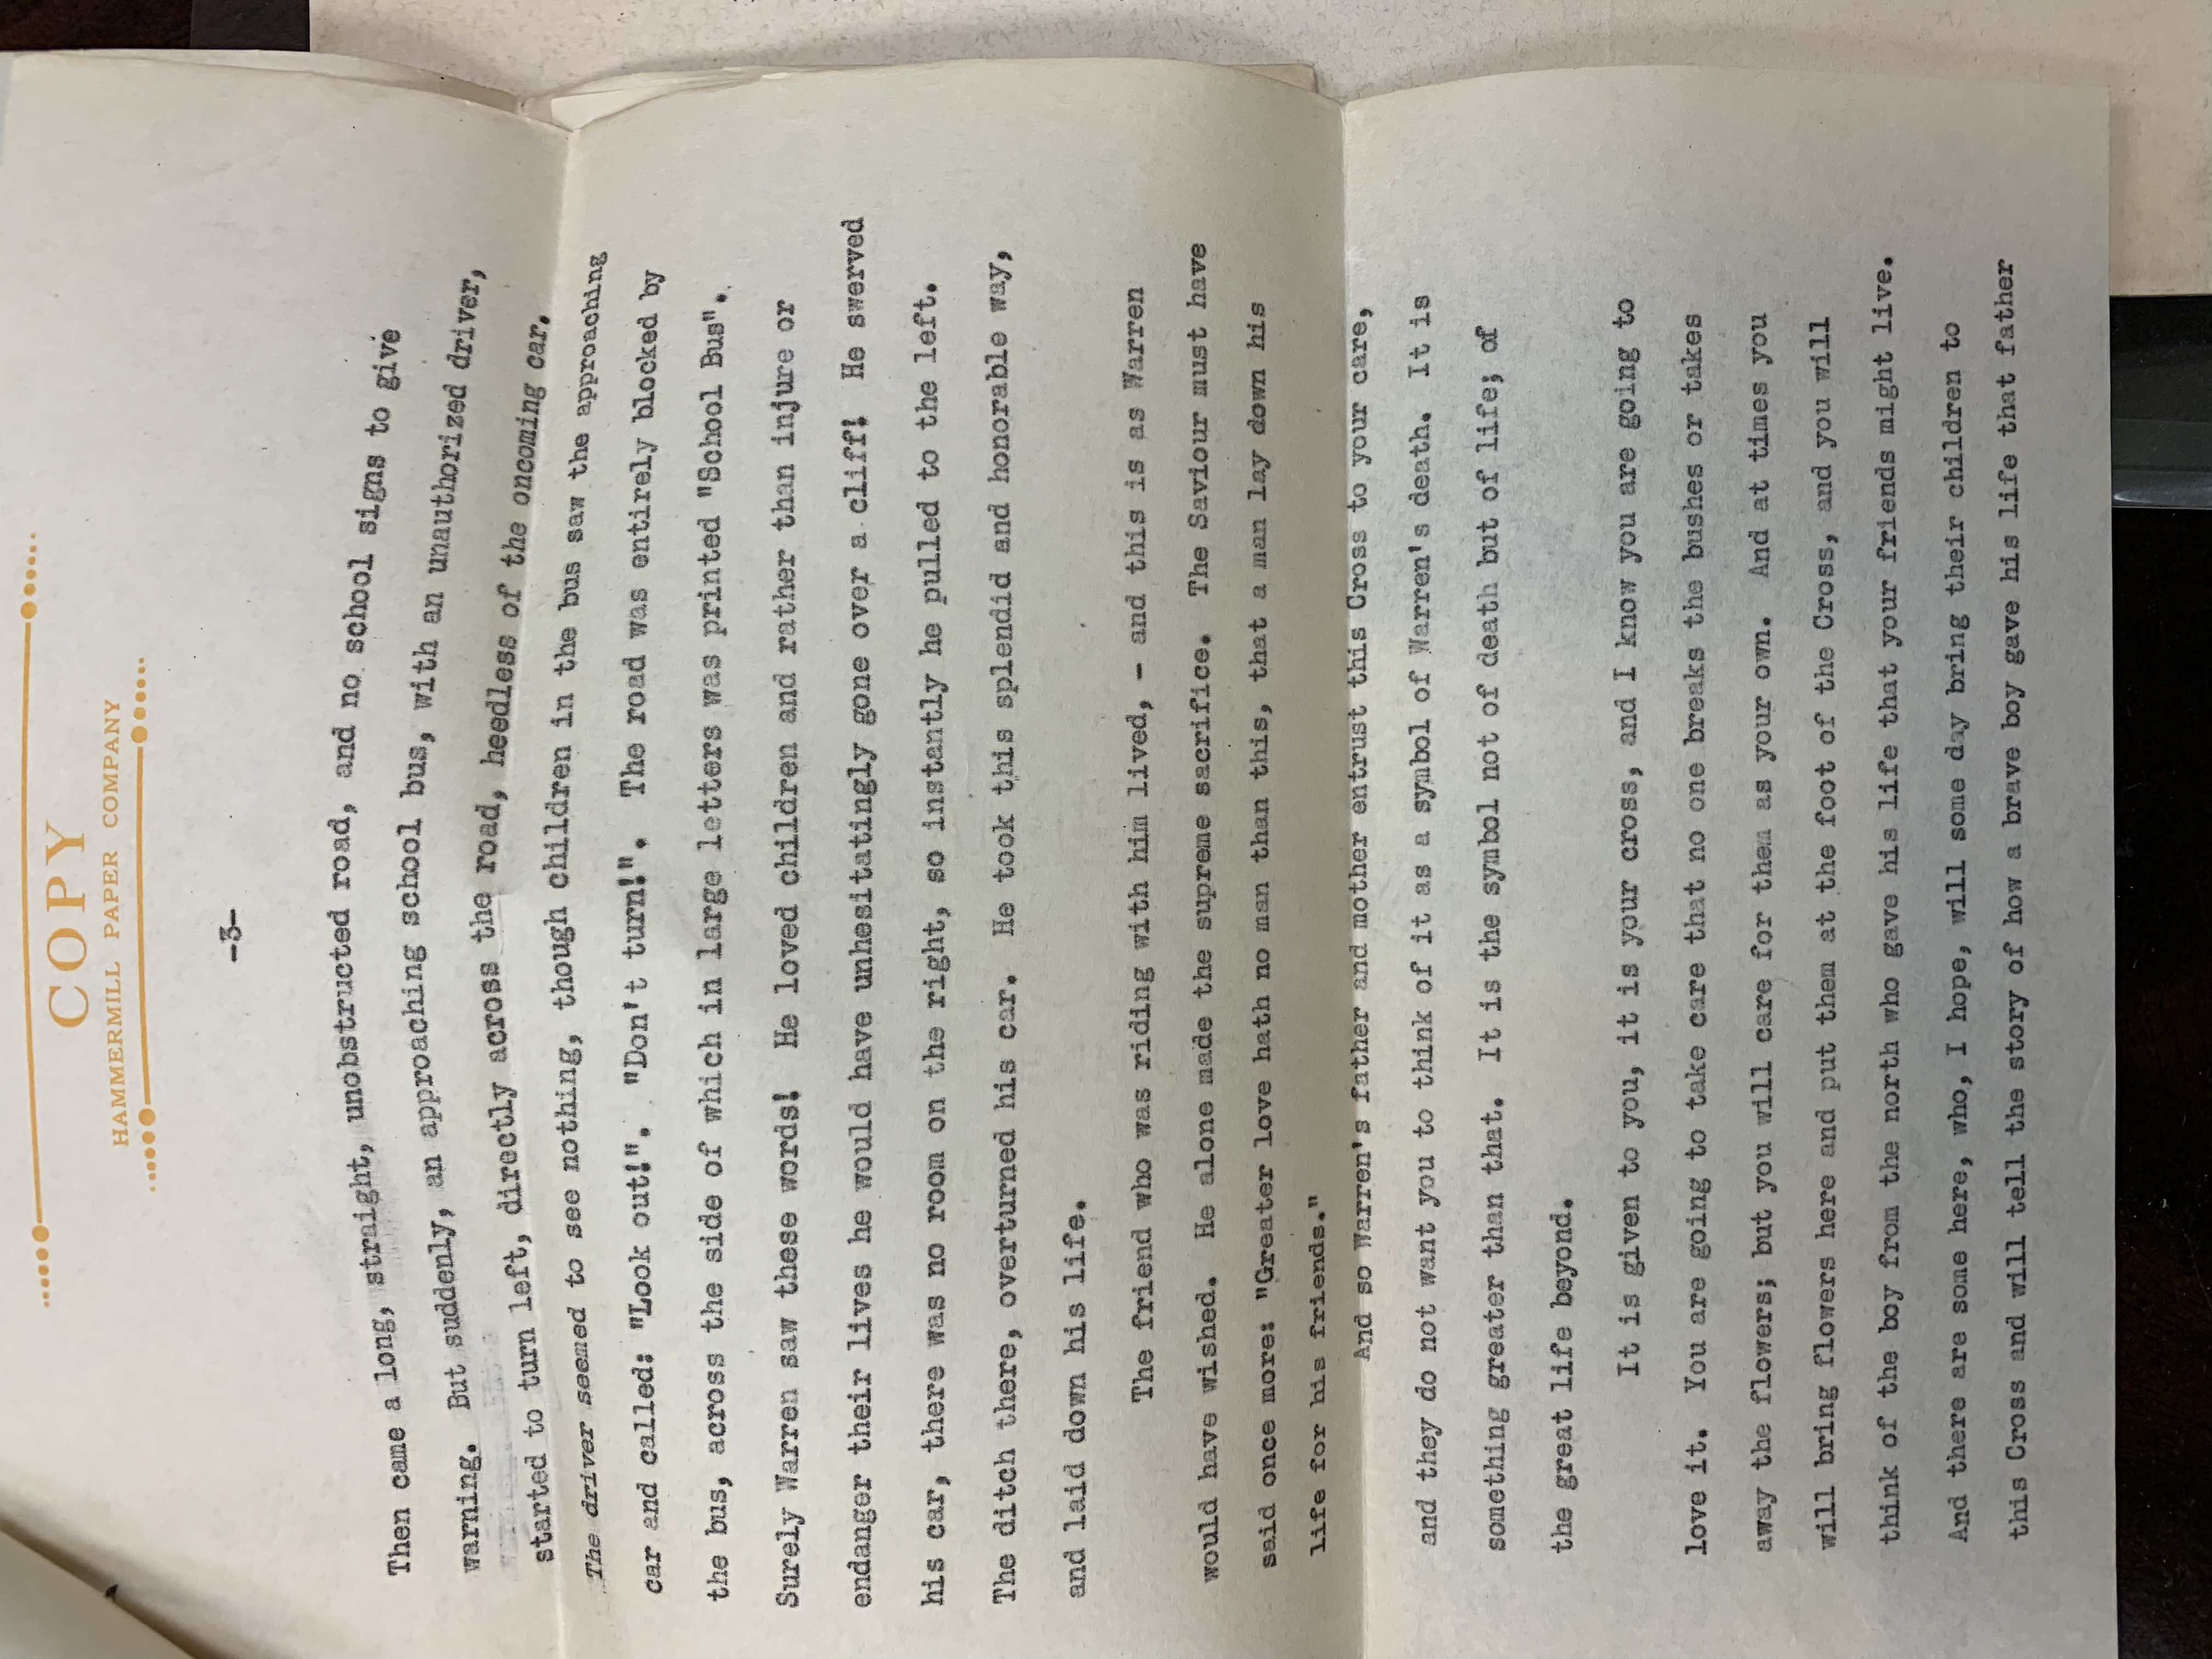 COPY
HAMMERMILL PAPER COMPANY
-3-
Then came a long, straight, unobstructed road, and no school signs to give
warning. But suddenly, an approaching school bus, with an unauthorized driver,
started to turn left, directly across the road, heedless of the oncoming car.
The driver seemed to see nothing, though children in the bus saw the approaching
car and called: "Look out!". "Don't turn!". The road was entirely blocked by
the bus, across the side of which in large letters was printed "School Bus".
Surely Warren saw these words! He loved children and rather than injure or
endanger their lives he would have unhesitatingly gone over a cliff! He swerved
his car, there was no room on the right, so instantly he pulled to the left.
The ditch there, overturned his car. He took this splendid and honorable way,
and laid down his life.
The friend who was riding with him lived, - and this is as Warren
would have wished. He alone made the supreme sacrifice. The Saviour must have
said once more: "Greater love hath no man than this, that a man lay down his
life for his friends."
And so Warren's father and mother entrust this Cross to your care,
and they do not want you to think of it as a symbol of Warren's death. It is
something greater than that. It is the symbol not of death but of life; of
the great life beyond.
It is given to you, it is your cross, and I know you are going to
love it. You are going to take care that no one breaks the bushes or takes
away the flowers; but you will care for them as your own. And at times you
will bring flowers here and put them at the foot of the Cross, and you will
think of the boy from the north who gave his life that your friends might live.
And there are some here, who, I hope, will some day bring their children to
this Cross and will tell the story of how a brave boy gave his life that father